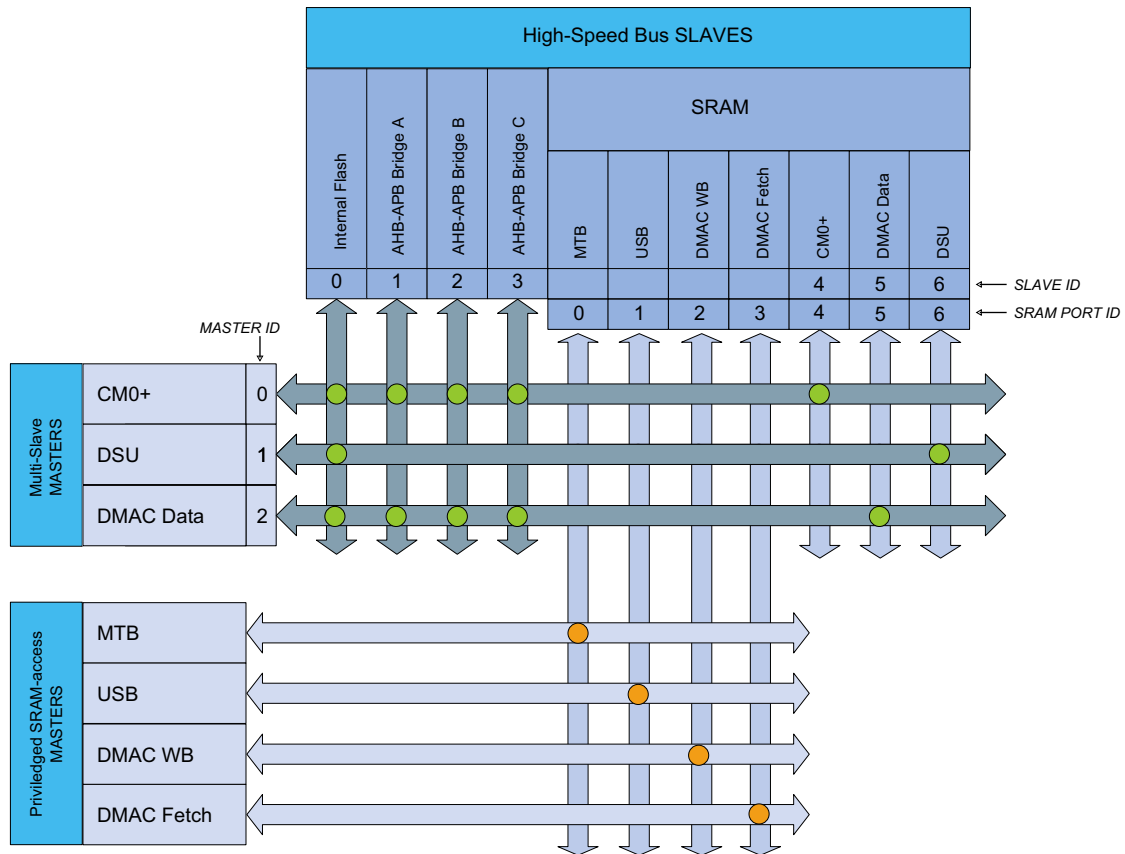 High-Speed Bus SLAVES
SRAM
Internal Flash
AHB-APB Bridge A
AHB-APB Bridge B
AHB-APB Bridge C
MTB
USB
DMAC WB
DMAC Fetch
CM0+
DMAC Data
DSU
0 1 2 3 4 5 6 SLAVE ID
0 1 2 3 4 5 6 SRAM PORT ID
MASTER ID
Multi-Slave
MASTERS
CM0+ 0
DSU 1
DMAC Data 2
Priviledged SRAM-access
MASTERS
MTB
USB
DMAC WB
DMAC Fetch